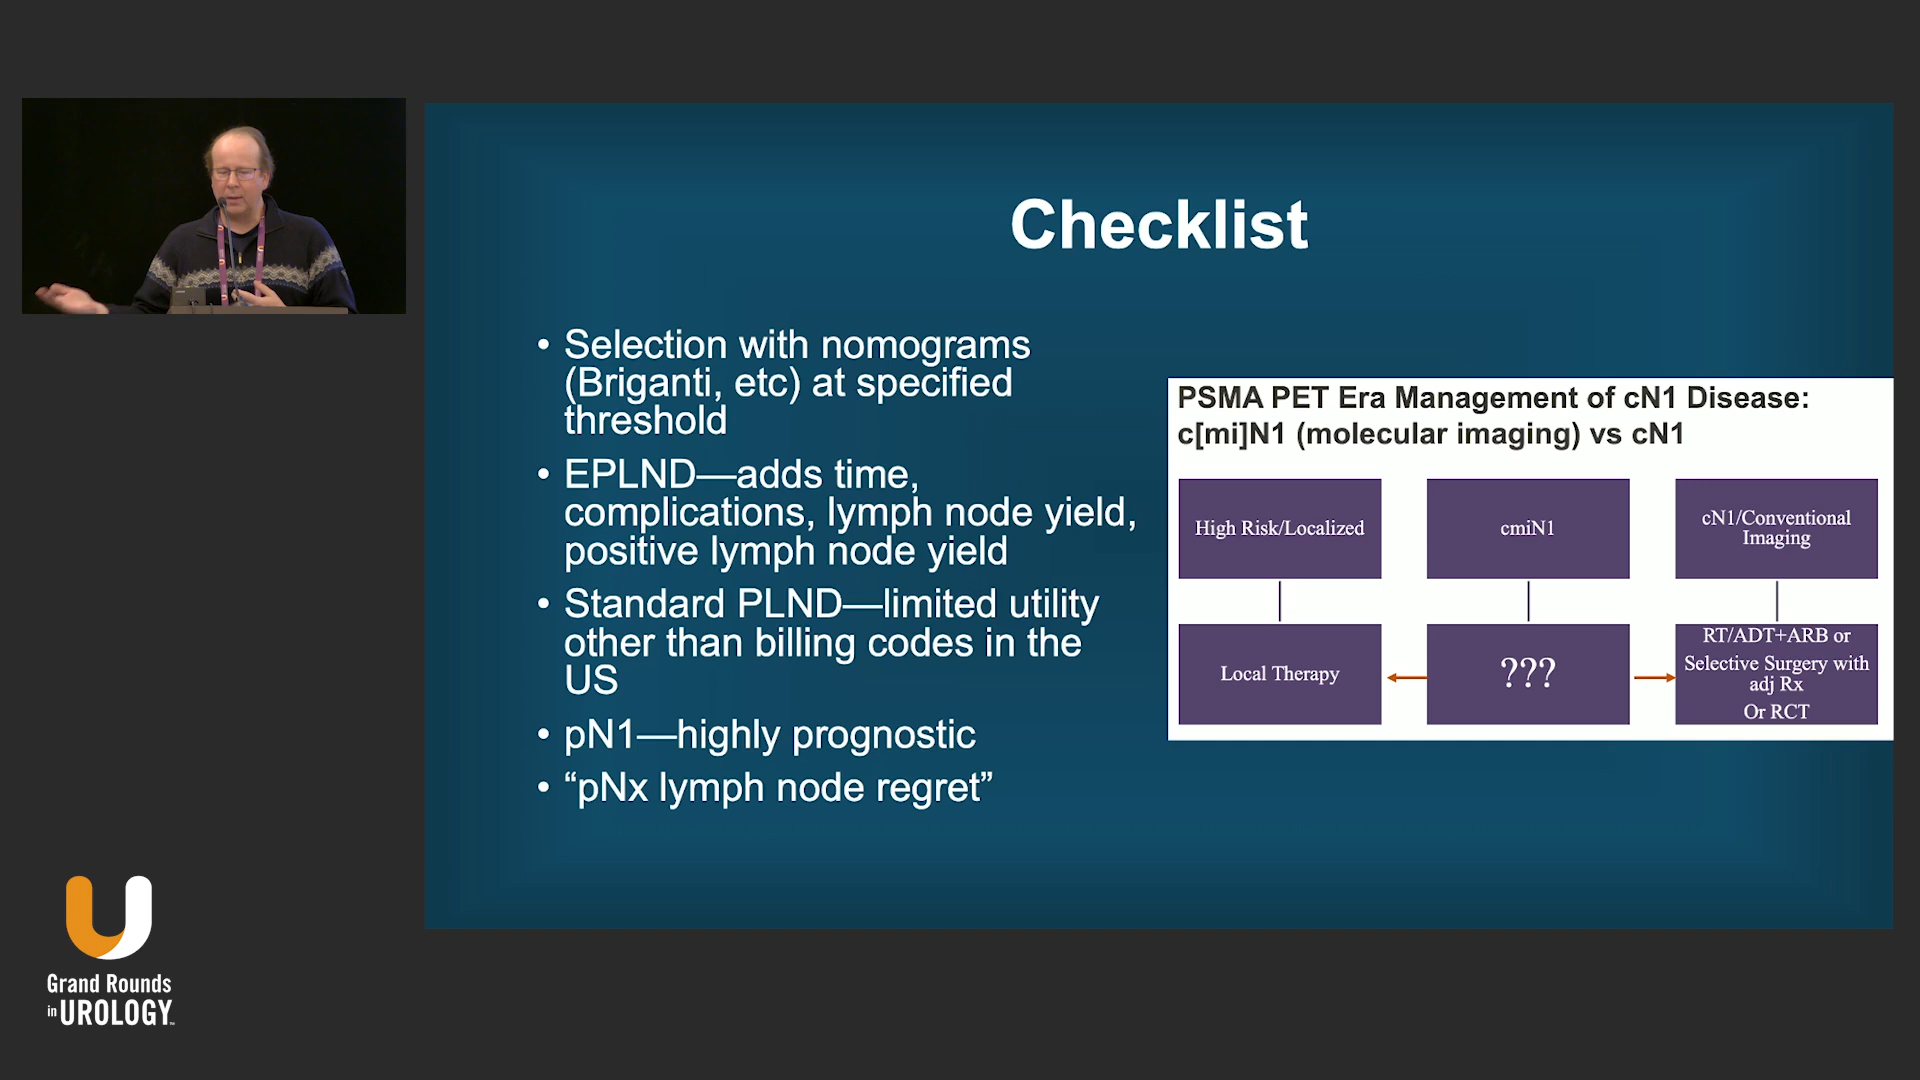 Checklist
• Selection with nomograms
(Briganti, etc) at specified
threshold
• EPLND—adds time,
complications, lymph node yield,
positive lymph node yield
• Standard PLND—limited utility
other than billing codes in the
US
• pN1—highly prognostic
• “pNx lymph node regret”
PSMA PET Era Management of cN1 Disease:
c[mi]N1 (molecular imaging) vs cN1
High Risk/Localized
cmiN1
cN1/Conventional
Imaging
Local Therapy
???
RT/ADT+ARB or
Selective Surgery with
adj Rx
Or RCT
Grand Rounds
in UROLOGY™